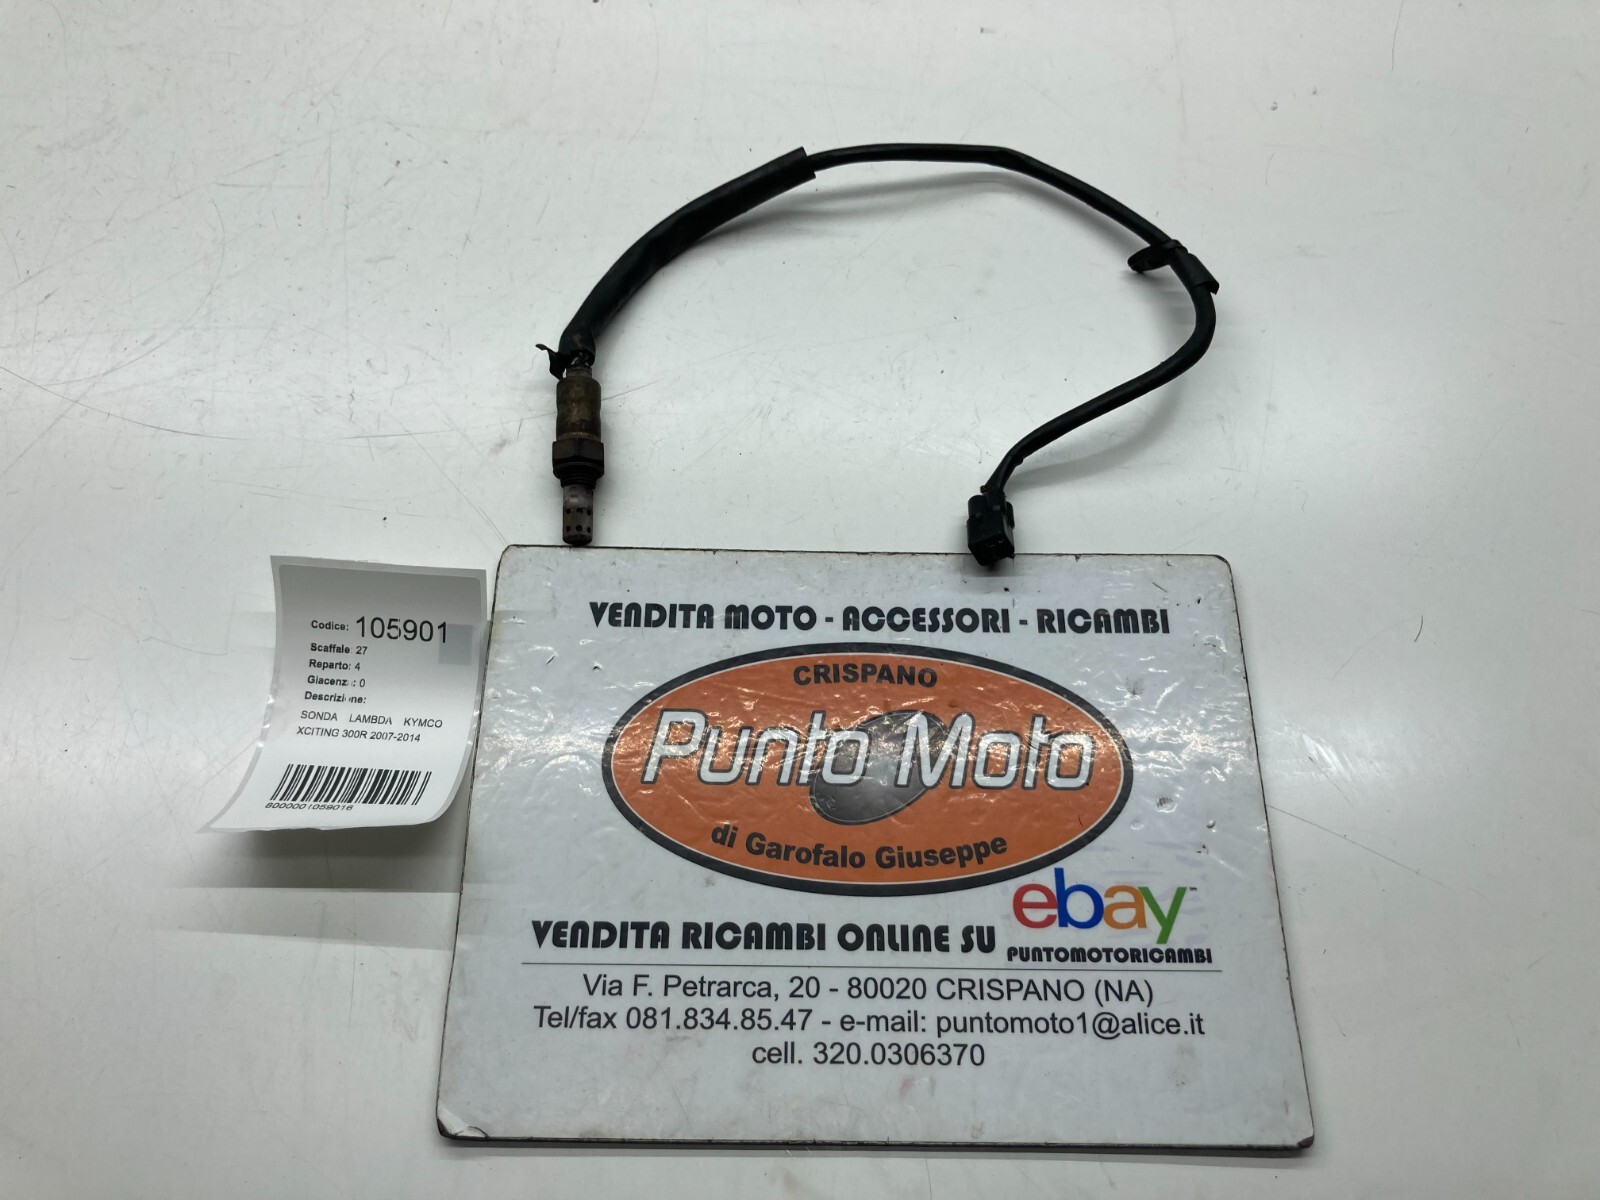 Codice: 105901
Scaffale: 27
Reparto: 4
Giacenza: 0
Descrizione:
SONDA LAMBDA KYMCO
XCITING 300R 2007-2014
8000001059016
VENDITA MOTO - ACCESSORI - RICAMBI
CRISPANO
Punto Moto
di Garofalo Giuseppe
ebay™
VENDITA RICAMBI ONLINE SU
PUNTOMOTORICAMBI
Via F. Petrarca, 20 - 80020 CRISPANO (NA)
Tel/fax 081.834.85.47 - e-mail: puntomoto1@alice.it
cell. 320.0306370